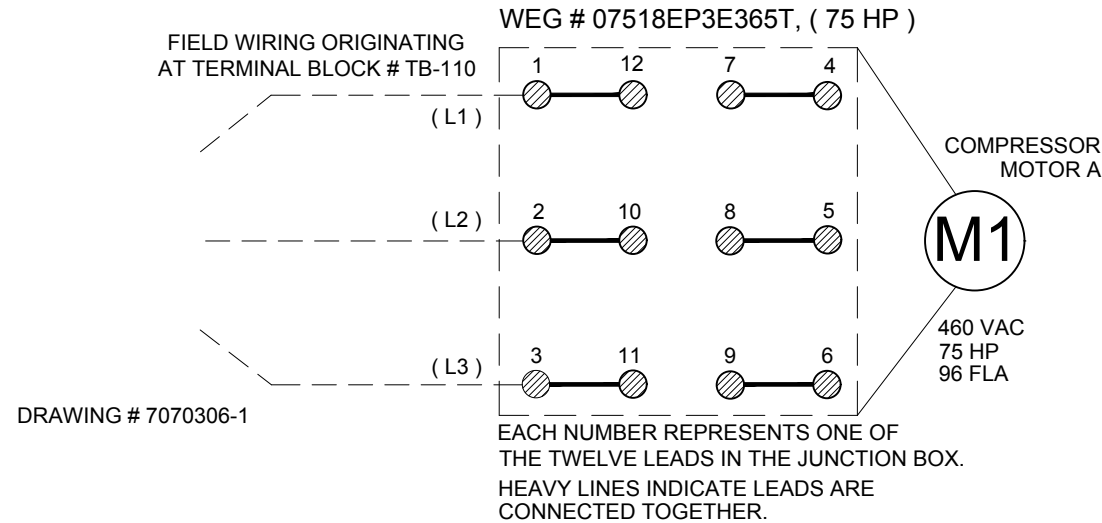 WEG # 07518EP3E365T, ( 75 HP )
FIELD WIRING ORIGINATING
AT TERMINAL BLOCK # TB-110
1 12 7 4
( L1 )
COMPRESSOR
MOTOR A
2 10 8 5
( L2 )
M1
460 VAC
75 HP
96 FLA
3 11 9 6
( L3 )
DRAWING # 7070306-1
EACH NUMBER REPRESENTS ONE OF
THE TWELVE LEADS IN THE JUNCTION BOX.
HEAVY LINES INDICATE LEADS ARE
CONNECTED TOGETHER.